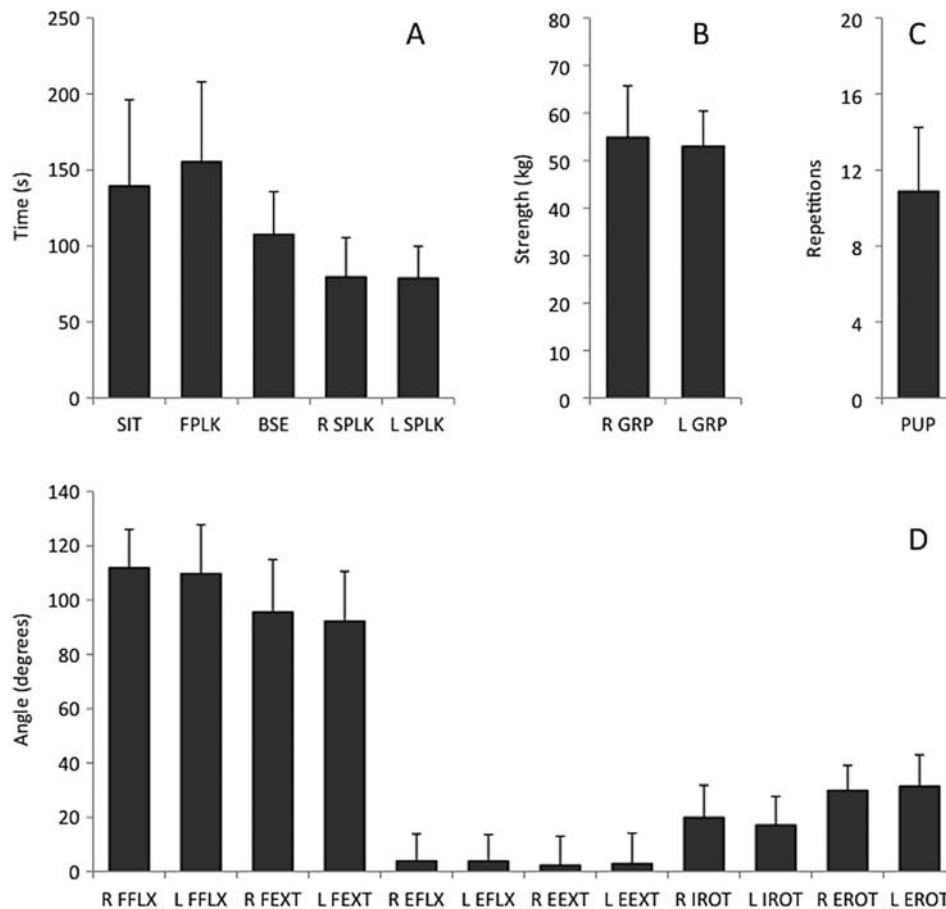 A
Time (s)
250
200
150
100
50
0
SIT FPLK BSE R SPLK L SPLK
B
Strength (kg)
80
70
60
50
40
30
20
10
0
R GRP L GRP
C
Repetitions
20
16
12
8
4
0
PUP
D
Angle (degrees)
140
120
100
80
60
40
20
0
R FFLX L FFLX R FEXT L FEXT R EFLX L EFLX R EEXT L EEXT R IROT L IROT R EROT L EROT